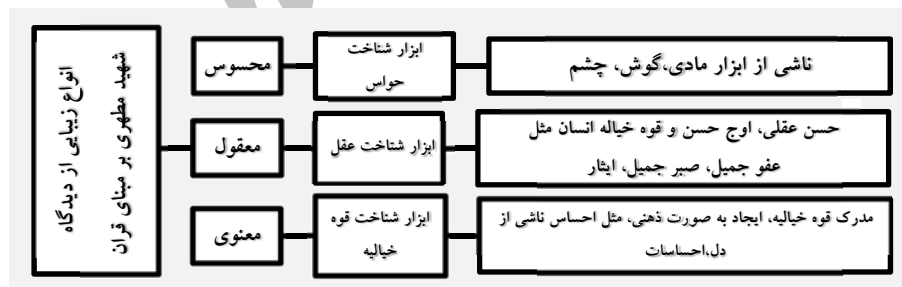 انواع زیبایی از دیدگاه
شهید مطهری بر مبنای قران
محسوس
ابزار شناخت
حواس
ناشی از ابزار مادی،گوش، چشم
معقول
ابزار شناخت عقل
حسن عقلی، اوج حسن و قوه خیاله انسان مثل
عفو جمیل، صبر جمیل، ایثار
معنوی
ابزار شناخت قوه
خیالیه
مدرک قوه خیالیه، ایجاد به صورت ذهنی، مثل احساس ناشی از
دل،احساسات